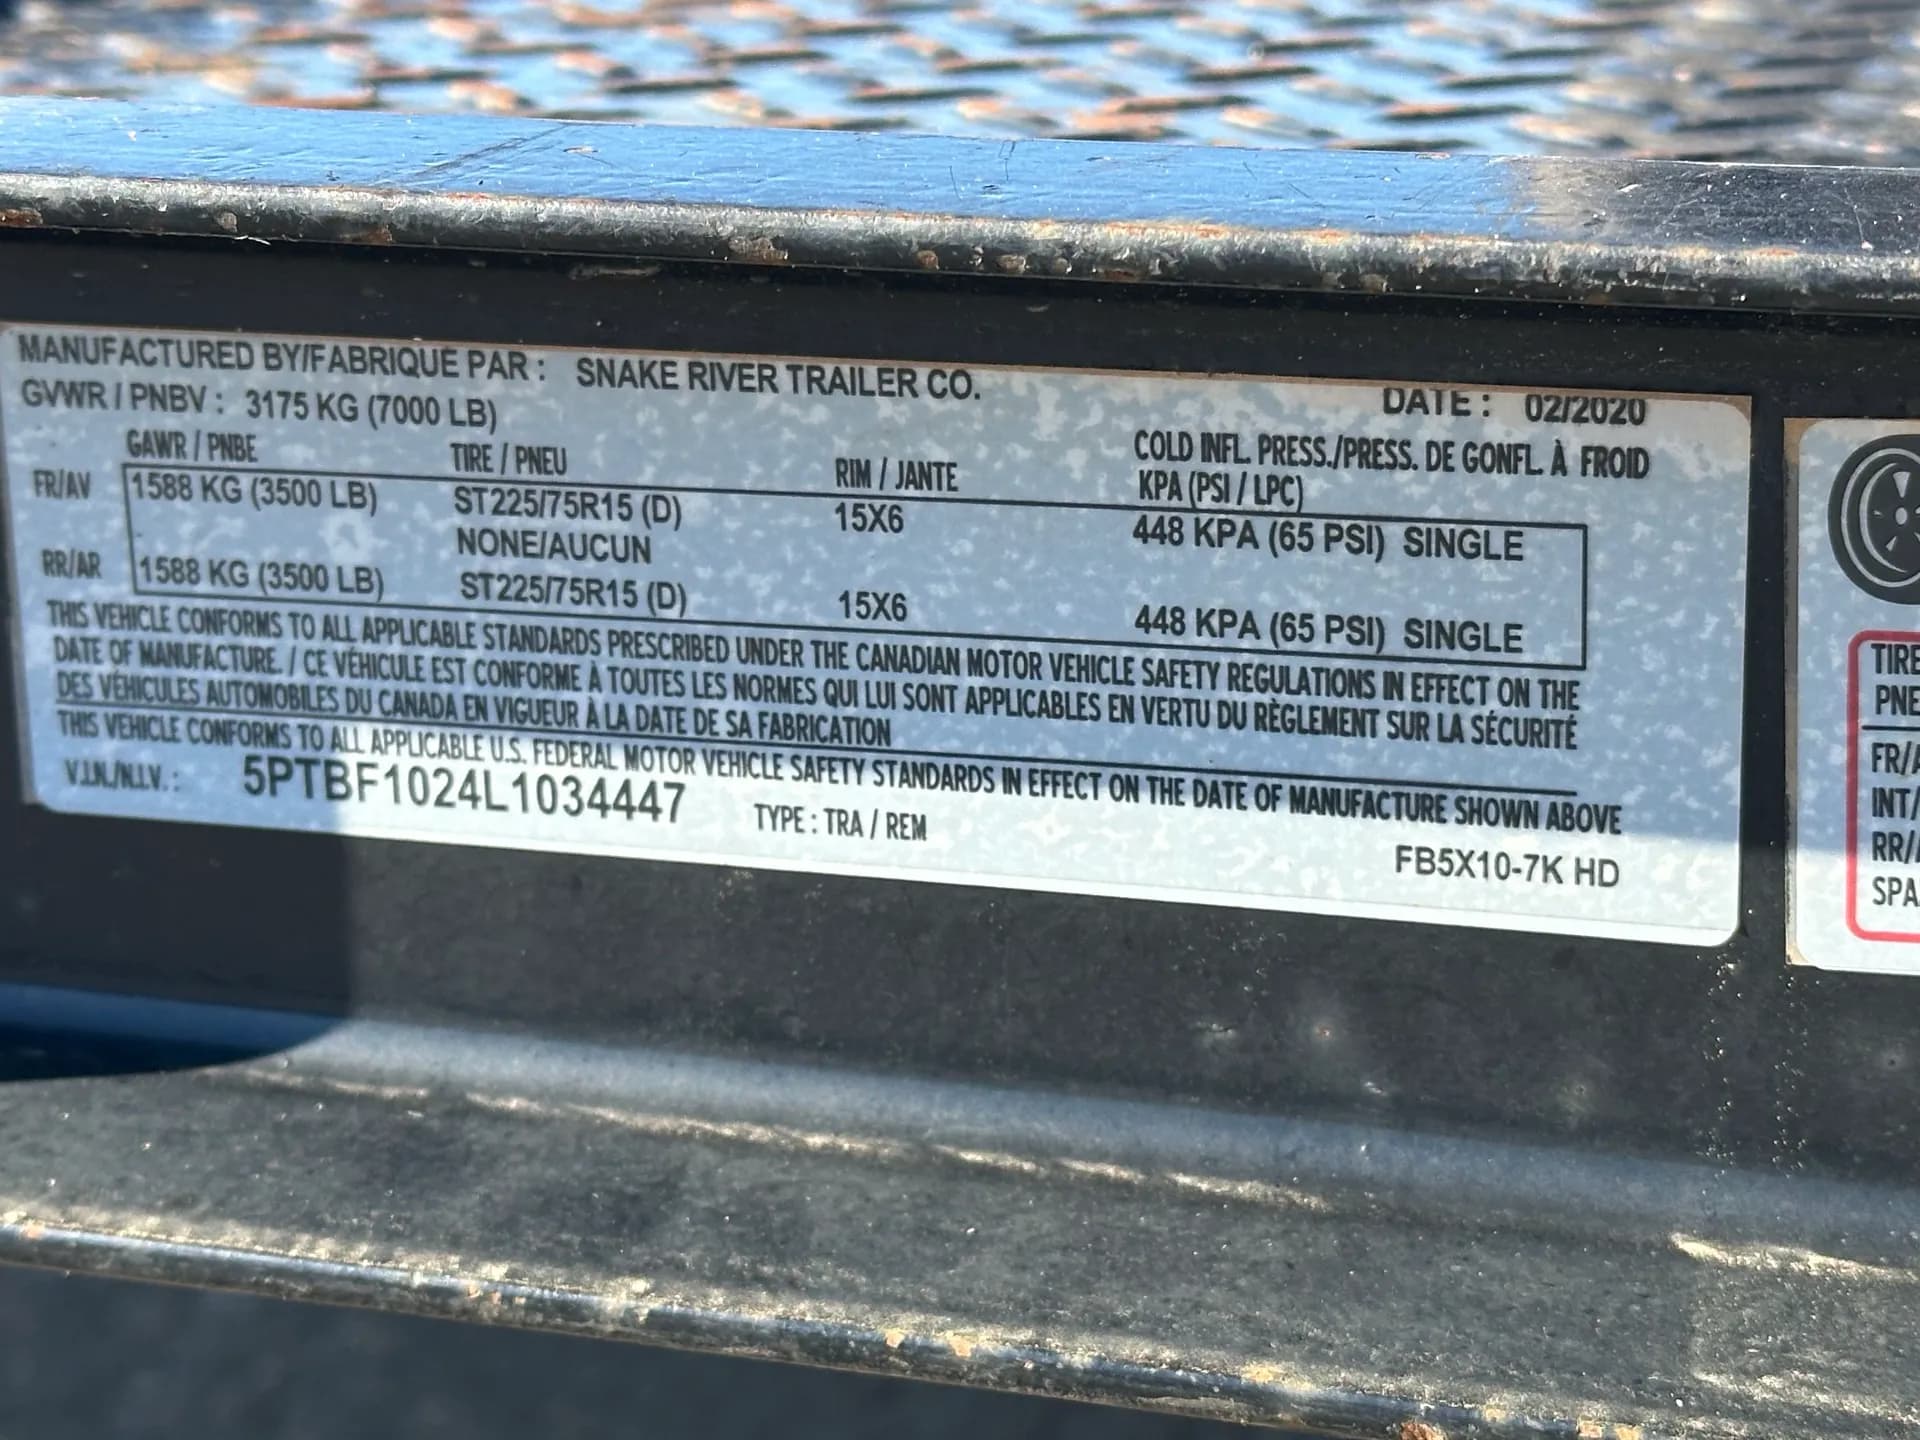 MANUFACTURED BY/FABRIQUÉ PAR : SNAKE RIVER TRAILER CO.
DATE : 02/2020
GVWR / PNBV : 3175 KG (7000 LB)
GAWR / PNBE TIRE / PNEU RIM / JANTE COLD INFL. PRESS./PRESS. DE GONFL. À FROID
KPA (PSI / LPC)
FR/AV 1588 KG (3500 LB) ST225/75R15 (D) 15X6 448 KPA (65 PSI) SINGLE
NONE/AUCUN
RR/AR 1588 KG (3500 LB) ST225/75R15 (D) 15X6 448 KPA (65 PSI) SINGLE
THIS VEHICLE CONFORMS TO ALL APPLICABLE STANDARDS PRESCRIBED UNDER THE CANADIAN MOTOR VEHICLE SAFETY REGULATIONS IN EFFECT ON THE
DATE OF MANUFACTURE. / CE VÉHICULE EST CONFORME À TOUTES LES NORMES QUI LUI SONT APPLICABLES EN VERTU DU RÈGLEMENT SUR LA SÉCURITÉ
DES VÉHICULES AUTOMOBILES DU CANADA EN VIGUEUR À LA DATE DE SA FABRICATION
THIS VEHICLE CONFORMS TO ALL APPLICABLE U.S. FEDERAL MOTOR VEHICLE SAFETY STANDARDS IN EFFECT ON THE DATE OF MANUFACTURE SHOWN ABOVE
V.I.N./N.I.V. : 5PTBF1024L1034447 TYPE : TRA / REM FB5X10-7K HD
TIRE
PNE
FR/A
INT/
RR/
SPA